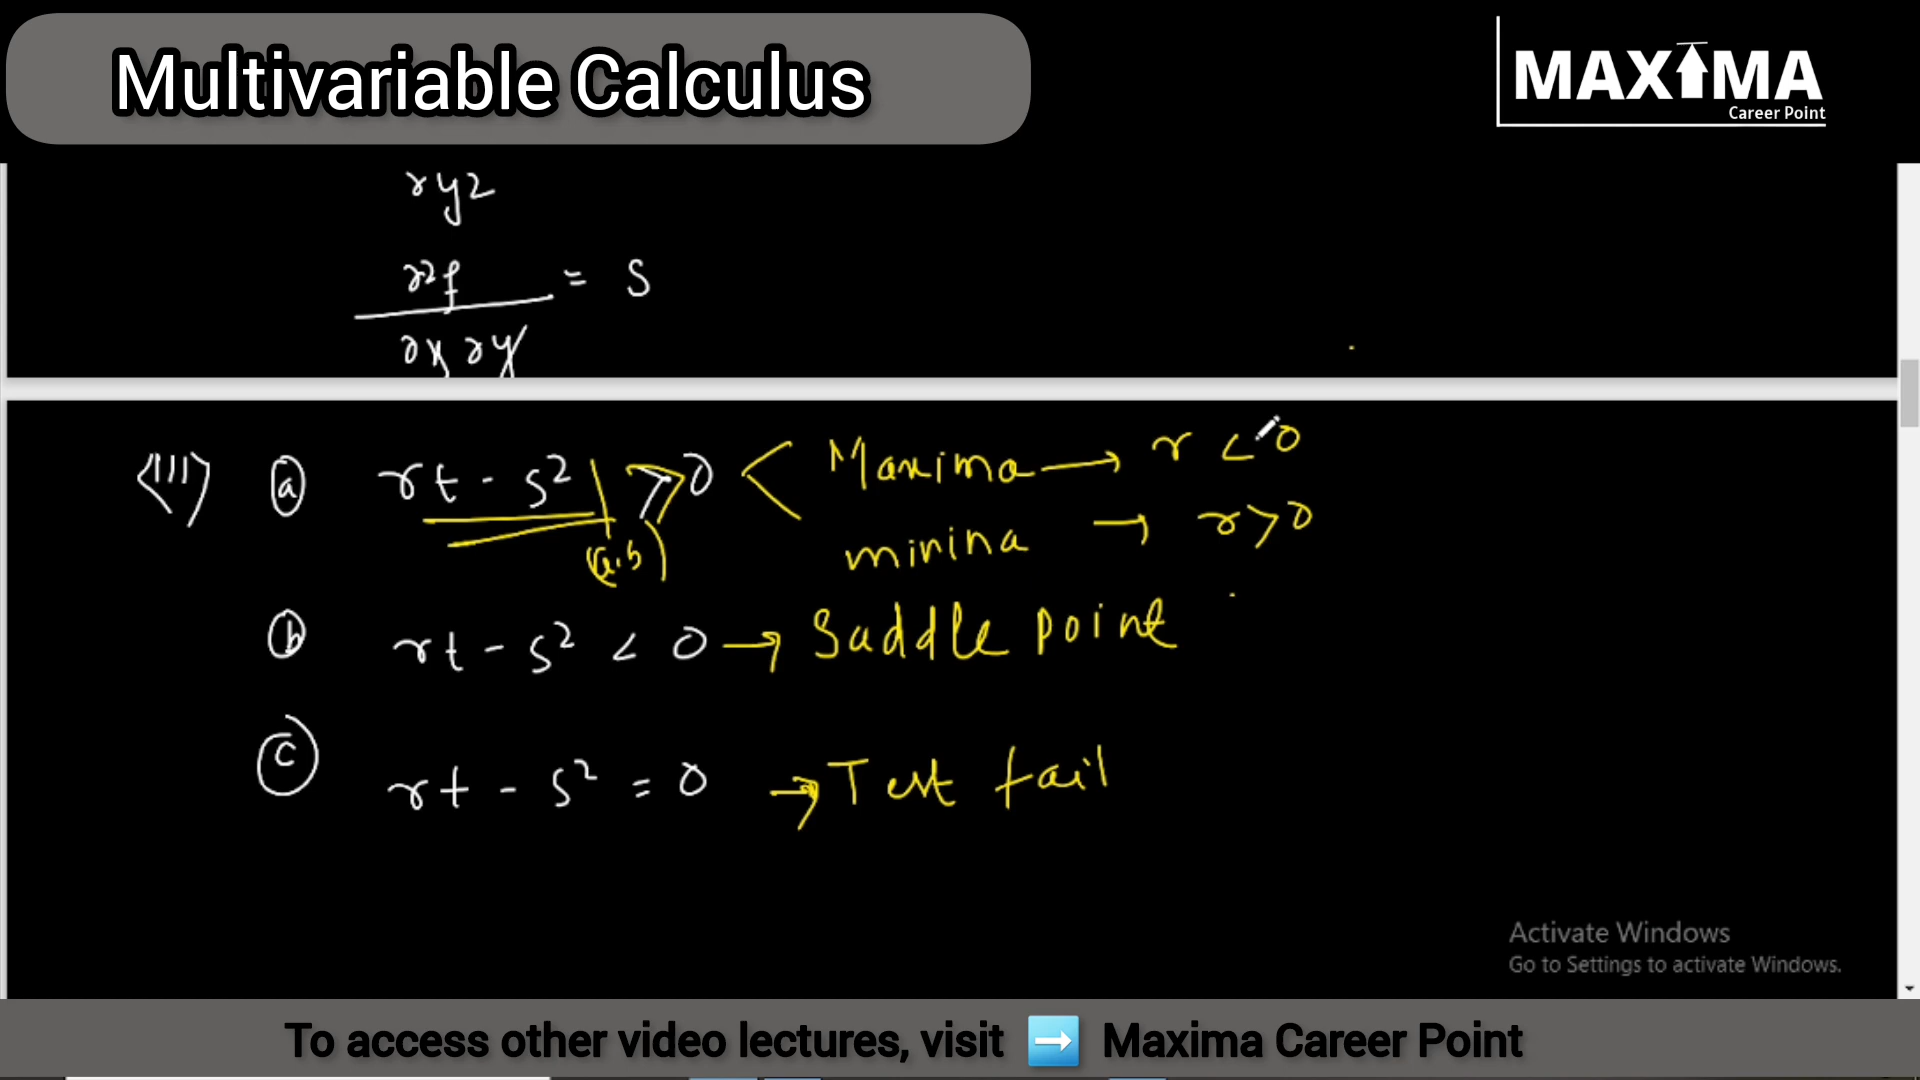 Multivariable Calculus
MAXIMA
Career Point
∂y2
∂2f = S
∂x ∂y
(III) (a) rt - s2 | (a,b) > 0 < Maxima → r < 0
minina → r > 0
(b) rt - s2 < 0 → Saddle point
(c) rt - s2 = 0 → Test fail
Activate Windows
Go to Settings to activate Windows.
To access other video lectures, visit ➡ Maxima Career Point